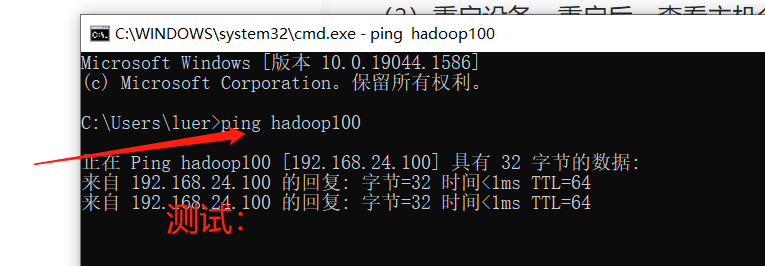 (2) 重启设备，重启后，查看主机
C:\WINDOWS\system32\cmd.exe - ping  hadoop100
Microsoft Windows [版本 10.0.19044.1586]
(c) Microsoft Corporation。保留所有权利。
C:\Users\luer>ping hadoop100
正在 Ping hadoop100 [192.168.24.100] 具有 32 字节的数据:
来自 192.168.24.100 的回复: 字节=32 时间<1ms TTL=64
来自 192.168.24.100 的回复: 字节=32 时间<1ms TTL=64
测试：